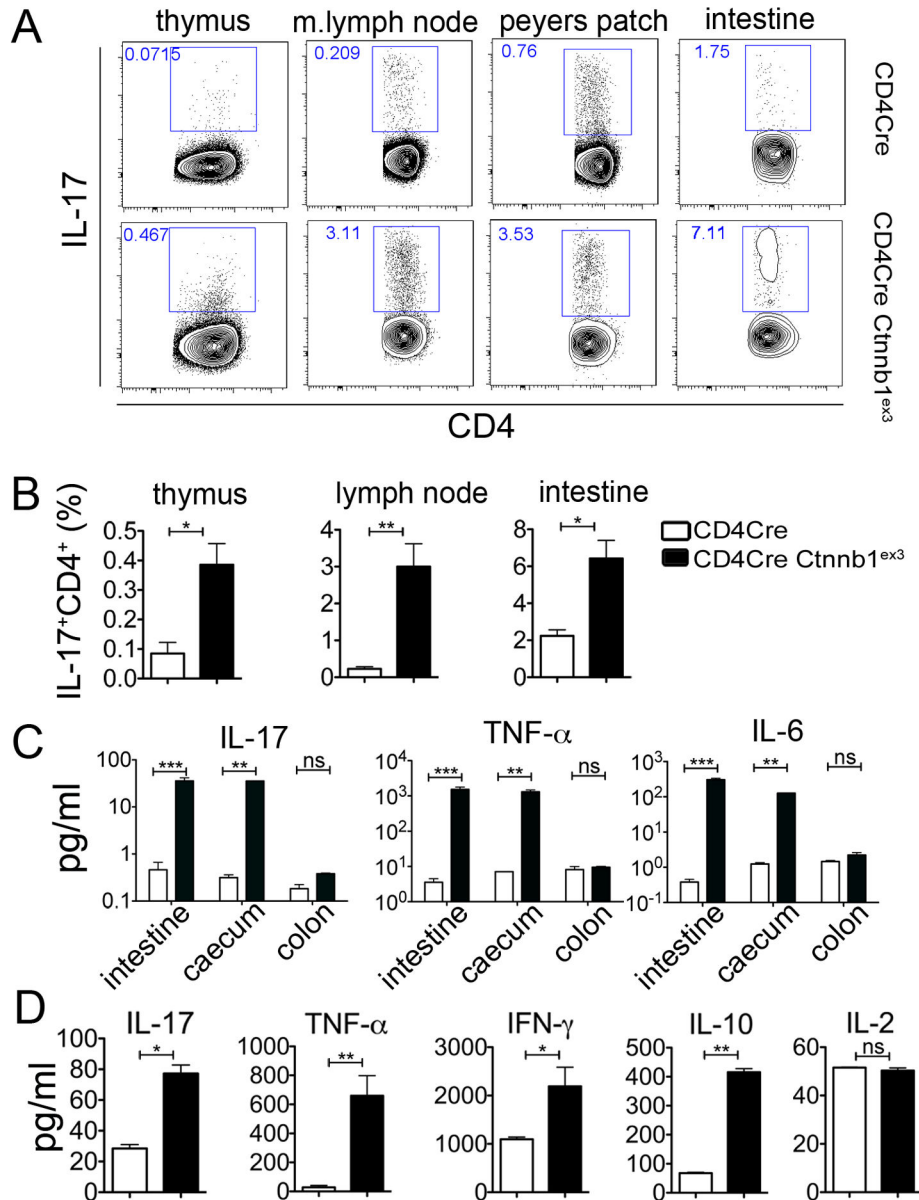 A
thymus m.lymph node peyers patch intestine
0.0715 0.209 0.76 1.75
CD4Cre
IL-17
0.467 3.11 3.53 7.11
CD4Cre Ctnnb1ex3
CD4
B
thymus lymph node intestine
IL-17+CD4+ (%)
* ** *
0.5 4 8
0.4 3 6
0.3 2 4
0.2 1 2
0.1 0 0
0.0
CD4Cre
CD4Cre Ctnnb1ex3
C
IL-17 TNF-α IL-6
pg/ml
*** ** ns *** ** ns *** ** ns
100 10
1 0.1
10⁴ 10³ 10² 10¹ 10⁰
10³ 10² 10¹ 10⁰ 10⁻¹
intestine caecum colon intestine caecum colon intestine caecum colon
D
IL-17 TNF-α IFN-γ IL-10 IL-2
pg/ml
* ** * ** ns
100 80 60 40 20 0
1000 800 600 400 200 0
3000 2000 1000 0
500 400 300 200 100 0
60 40 20 0